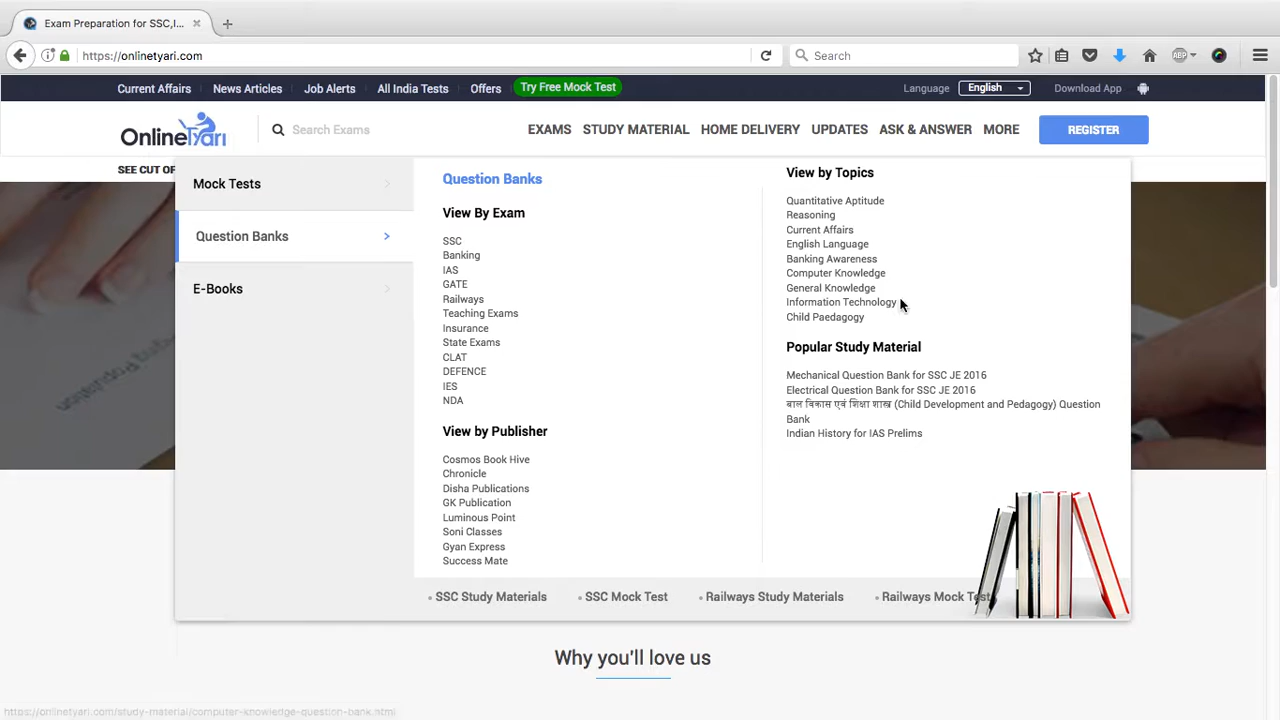 Exam Preparation for SSC,I...
https://onlinetyari.com
Search
Current Affairs
News Articles
Job Alerts
All India Tests
Offers
Try Free Mock Test
Language
English
Download App
OnlineTyari
Search Exams
EXAMS
STUDY MATERIAL
HOME DELIVERY
UPDATES
ASK & ANSWER
MORE
REGISTER
SEE CUT OF
Mock Tests
Question Banks
E-Books
Question Banks
View By Exam
SSC
Banking
IAS
GATE
Railways
Teaching Exams
Insurance
State Exams
CLAT
DEFENCE
IES
NDA
View by Publisher
Cosmos Book Hive
Chronicle
Disha Publications
GK Publication
Luminous Point
Soni Classes
Gyan Express
Success Mate
View by Topics
Quantitative Aptitude
Reasoning
Current Affairs
English Language
Banking Awareness
Computer Knowledge
General Knowledge
Information Technology
Child Paedagogy
Popular Study Material
Mechanical Question Bank for SSC JE 2016
Electrical Question Bank for SSC JE 2016
बाल विकास एवं शिक्षा शास्त्र (Child Development and Pedagogy) Question
Bank
Indian History for IAS Prelims
• SSC Study Materials
• SSC Mock Test
• Railways Study Materials
• Railways Mock Test
Why you'll love us
https://onlinetyari.com/study-material/computer-knowledge-question-bank.html
ABP